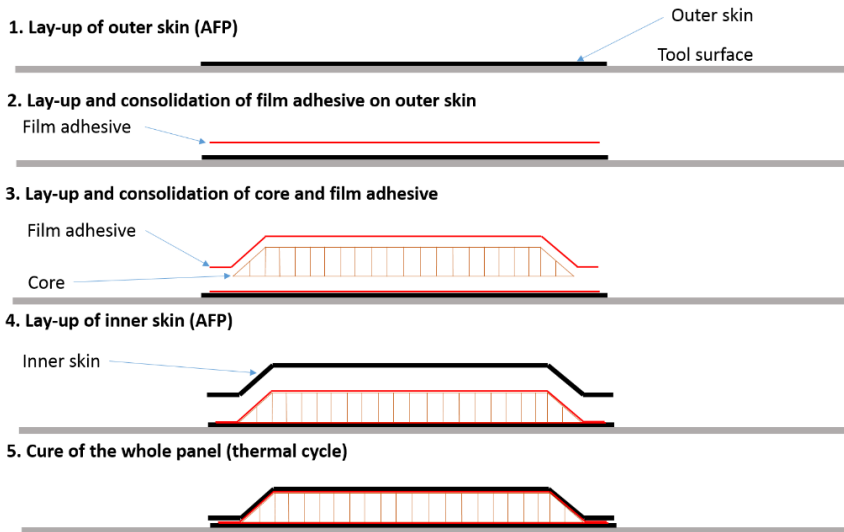 1. Lay-up of outer skin (AFP)
Outer skin
Tool surface
2. Lay-up and consolidation of film adhesive on outer skin
Film adhesive
3. Lay-up and consolidation of core and film adhesive
Film adhesive
Core
4. Lay-up of inner skin (AFP)
Inner skin
5. Cure of the whole panel (thermal cycle)